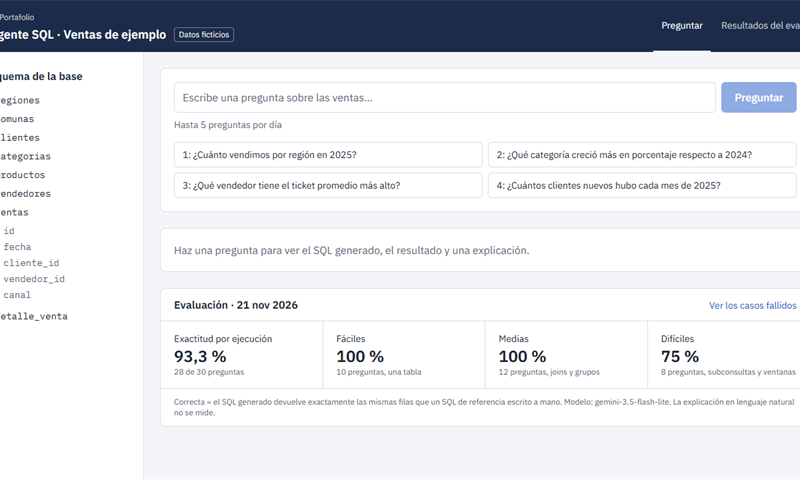 Portafolio
gente SQL · Ventas de ejemplo
Datos ficticios
Preguntar
Resultados del eva
quema de la base
egiones
omunas
lientes
ategorias
roductos
endedores
entas
id
fecha
cliente_id
vendedor_id
canal
etalle_venta
Escribe una pregunta sobre las ventas...
Preguntar
Hasta 5 preguntas por día
1: ¿Cuánto vendimos por región en 2025?
2: ¿Qué categoría creció más en porcentaje respecto a 2024?
3: ¿Qué vendedor tiene el ticket promedio más alto?
4: ¿Cuántos clientes nuevos hubo cada mes de 2025?
Haz una pregunta para ver el SQL generado, el resultado y una explicación.
Evaluación · 21 nov 2026
Ver los casos fallidos
Exactitud por ejecución
93,3 %
28 de 30 preguntas
Fáciles
100 %
10 preguntas, una tabla
Medias
100 %
12 preguntas, joins y grupos
Difíciles
75 %
8 preguntas, subconsultas y ventanas
Correcta = el SQL generado devuelve exactamente las mismas filas que un SQL de referencia escrito a mano. Modelo: gemini-3.5-flash-lite. La explicación en lenguaje natural
no se mide.